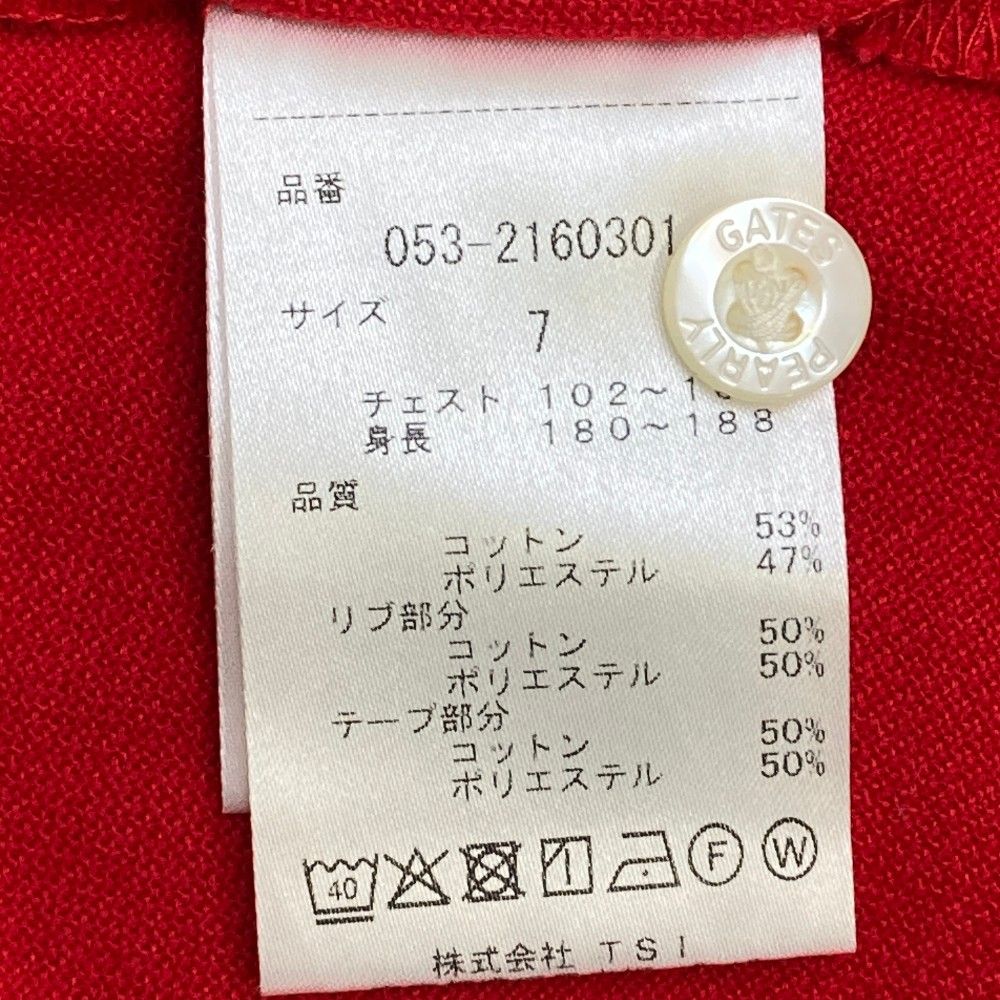 品番
053-2160301
サイズ
7
チェスト 102～1
身長 180～188
品質
コットン 53%
ポリエステル 47%
リブ部分
コットン 50%
ポリエステル 50%
テープ部分
コットン 50%
ポリエステル 50%
40
F
W
株式会社 TSI
PEARLY GATES